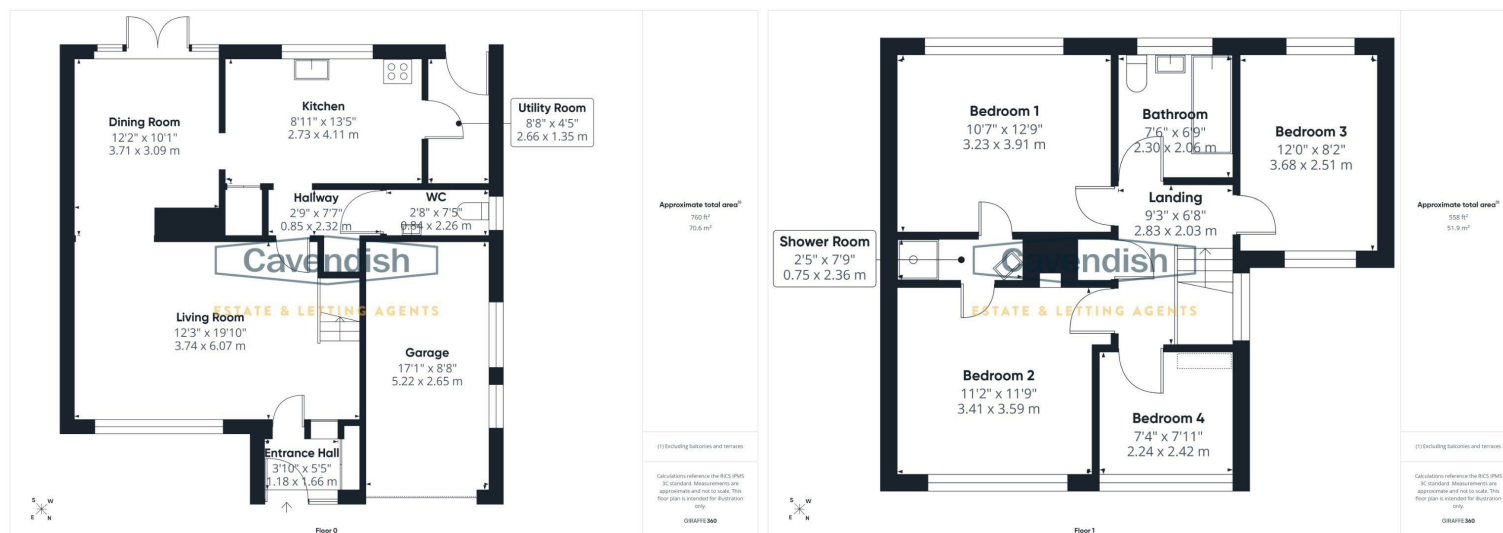 Dining Room
12'2" x 10'1"
3.71 x 3.09 m
Kitchen
8'11" x 13'5"
2.73 x 4.11 m
Utility Room
8'8" x 4'5"
2.66 x 1.35 m
Hallway
2'9" x 7'7"
0.85 x 2.32 m
WC
2'8" x 7'5"
0.84 x 2.26 m
Cavendish
ESTATE & LETTING AGENTS
Living Room
12'3" x 19'10"
3.74 x 6.07 m
Garage
17'1" x 8'8"
5.22 x 2.65 m
Entrance Hall
3'10" x 5'5"
1.18 x 1.66 m
S W
E N
Floor 0
Approximate total area(1)
760 ft²
70.6 m²
(1) Excluding balconies and terraces
Calculations reference the RICS IPMS
3C standard. Measurements are
approximate and not to scale. This
floor plan is intended for illustration
only.
GIRAFFE360
Bedroom 1
10'7" x 12'9"
3.23 x 3.91 m
Bathroom
7'6" x 6'9"
2.30 x 2.06 m
Bedroom 3
12'0" x 8'2"
3.68 x 2.51 m
Landing
9'3" x 6'8"
2.83 x 2.03 m
Shower Room
2'5" x 7'9"
0.75 x 2.36 m
Cavendish
ESTATE & LETTING AGENTS
Bedroom 2
11'2" x 11'9"
3.41 x 3.59 m
Bedroom 4
7'4" x 7'11"
2.24 x 2.42 m
S W
E N
Floor 1
Approximate total area(1)
558 ft²
51.9 m²
(1) Excluding balconies and terraces
Calculations reference the RICS IPMS
3C standard. Measurements are
approximate and not to scale. This
floor plan is intended for illustration
only.
GIRAFFE360